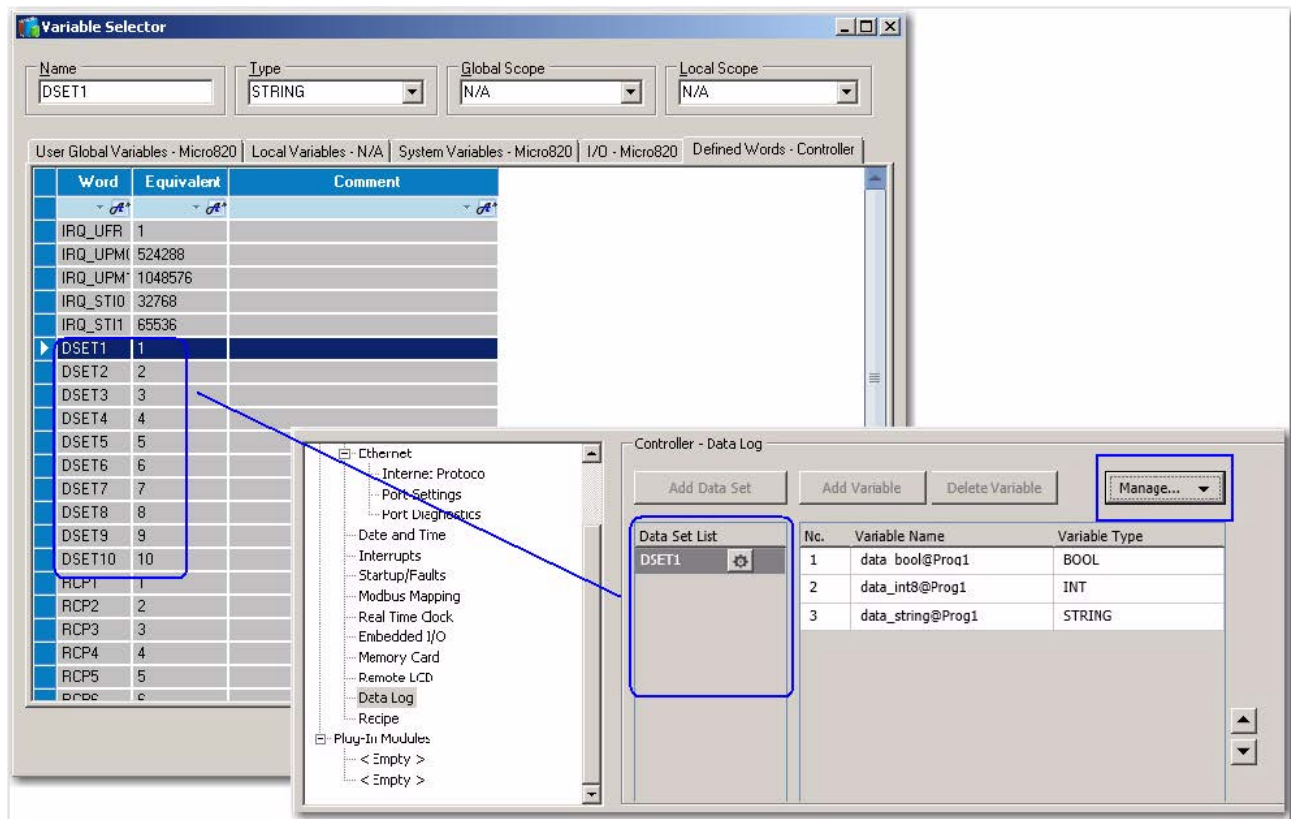 Variable Selector
Name
Type
Global Scope
Local Scope
DSET1
STRING
N/A
N/A
User Global Variables - Micro820
Local Variables - N/A
System Variables - Micro820
I/O - Micro820
Defined Words - Controller
Word Equivalent Comment
IRQ_UFR 1
524288
1048576
IRQ_STI0 32768
IRQ_STI1 65536
DSET1 1
DSET2 2
DSET3 3
DSET4 4
DSET5 5
DSET6 6
DSET7 7
DSET8 8
DSET9 9
DSET10 10
RCP1 1
RCP2 2
RCP3 3
RCP4 4
RCP5 5
Ethernet
Internet Protoco
Port Settings
Port Diagnostics
Date and Time
Interrupts
Startup/Faults
Modbus Mapping
Real Time Clock
Embedded I/O
Memory Card
Remote LCD
Data Log
Recipe
Plug-In Modules
< Empty >
< Empty >
Controller - Data Log
Add Data Set
Add Variable
Delete Variable
Manage...
Data Set List
DSET1
No. Variable Name Variable Type
1 data_bool@Prog1 BOOL
2 data_int8@Prog1 INT
3 data_string@Prog1 STRING